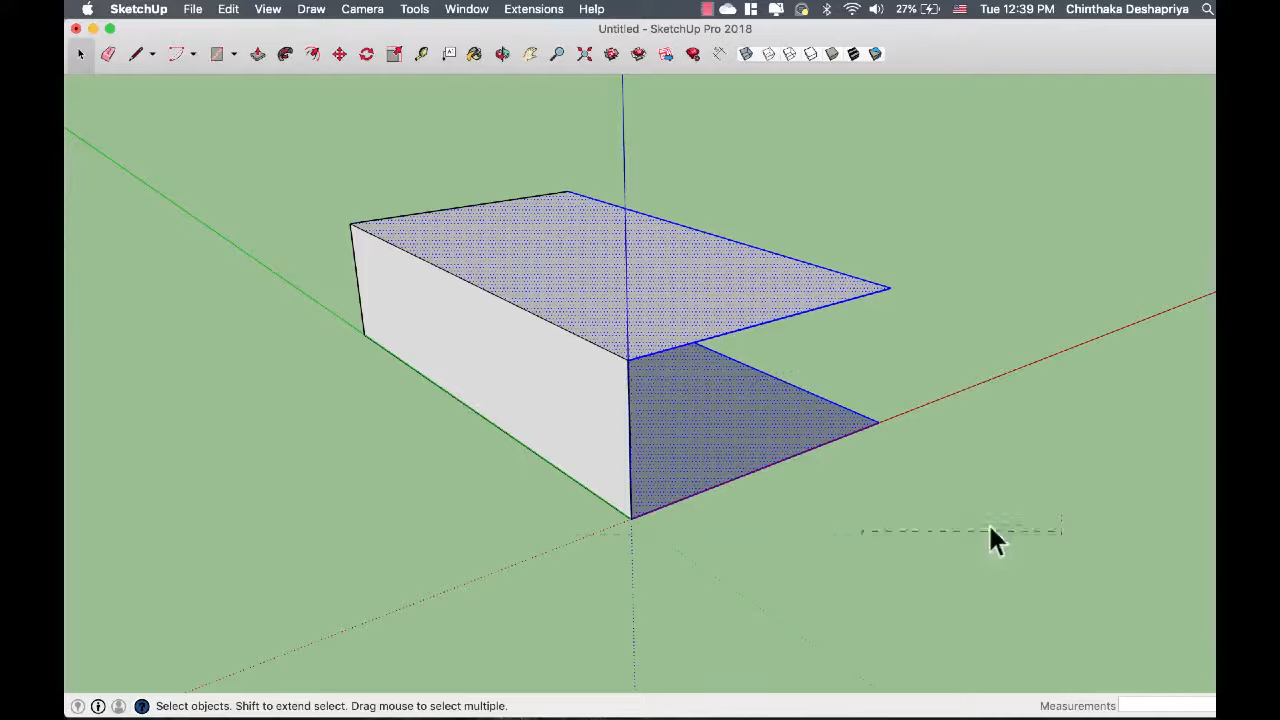 SketchUp File Edit View Draw Camera Tools Window Extensions Help 27% Tue 12:39 PM Chinthaka Deshapriya
Untitled - SketchUp Pro 2018
Select objects. Shift to extend select. Drag mouse to select multiple. Measurements